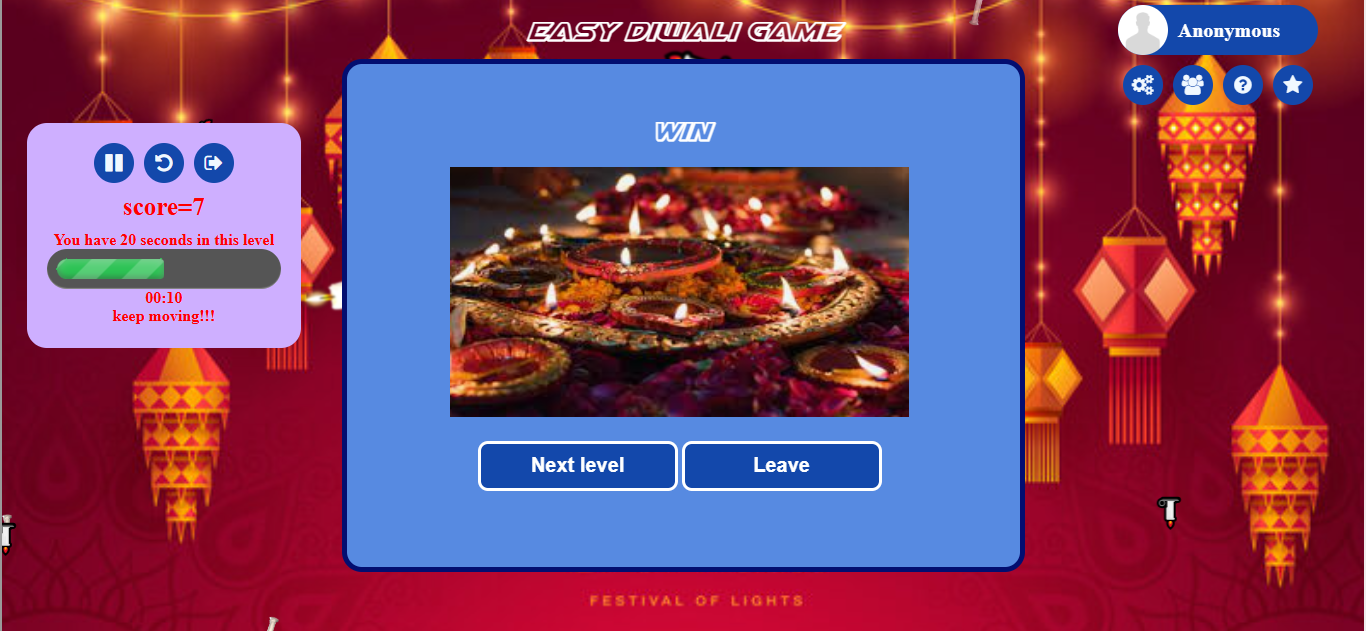 EASY DIWALI GAME
Anonymous
WIN
score=7
You have 20 seconds in this level
00:10
keep moving!!!
Next level
Leave
FESTIVAL OF LIGHTS